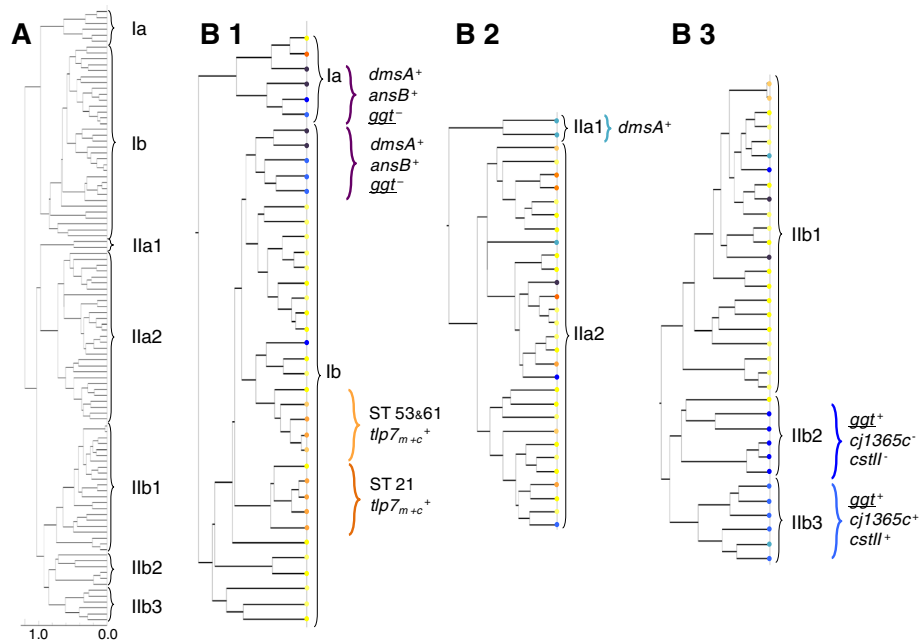 A
Ia
Ib
IIa1
IIa2
IIb1
IIb2
IIb3
1.0 0.0
B 1
Ia
dmsA+
ansB+
ggt-
dmsA+
ansB+
ggt-
Ib
ST 53&61
tlp7m+c+
ST 21
tlp7m+c+
B 2
IIa1
dmsA+
IIa2
B 3
IIb1
IIb2
ggt+
cj1365c-
cstII-
IIb3
ggt+
cj1365c+
cstII+